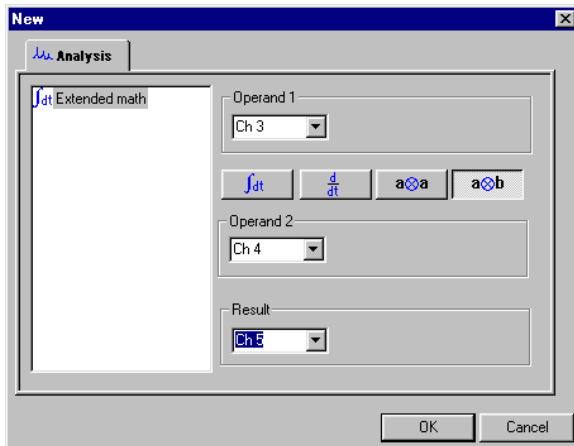 New
Analysis
∫dt Extended math
Operand 1
Ch 3
∫dt
d/dt
a⊗a
a⊗b
Operand 2
Ch 4
Result
Ch 5
OK
Cancel